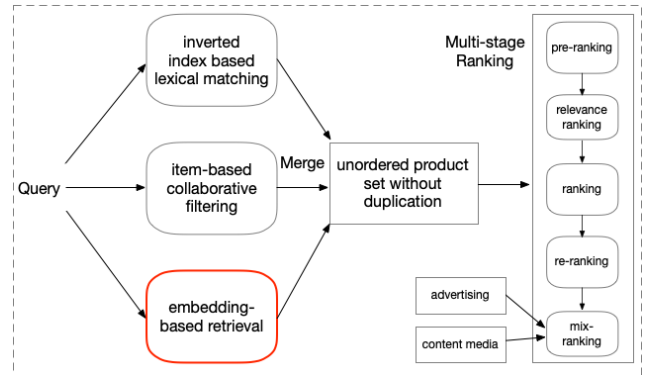 Query
inverted
index based
lexical matching
item-based
collaborative
filtering
embedding-
based retrieval
Merge
unordered product
set without
duplication
Multi-stage
Ranking
pre-ranking
relevance
ranking
ranking
re-ranking
mix-
ranking
advertising
content media